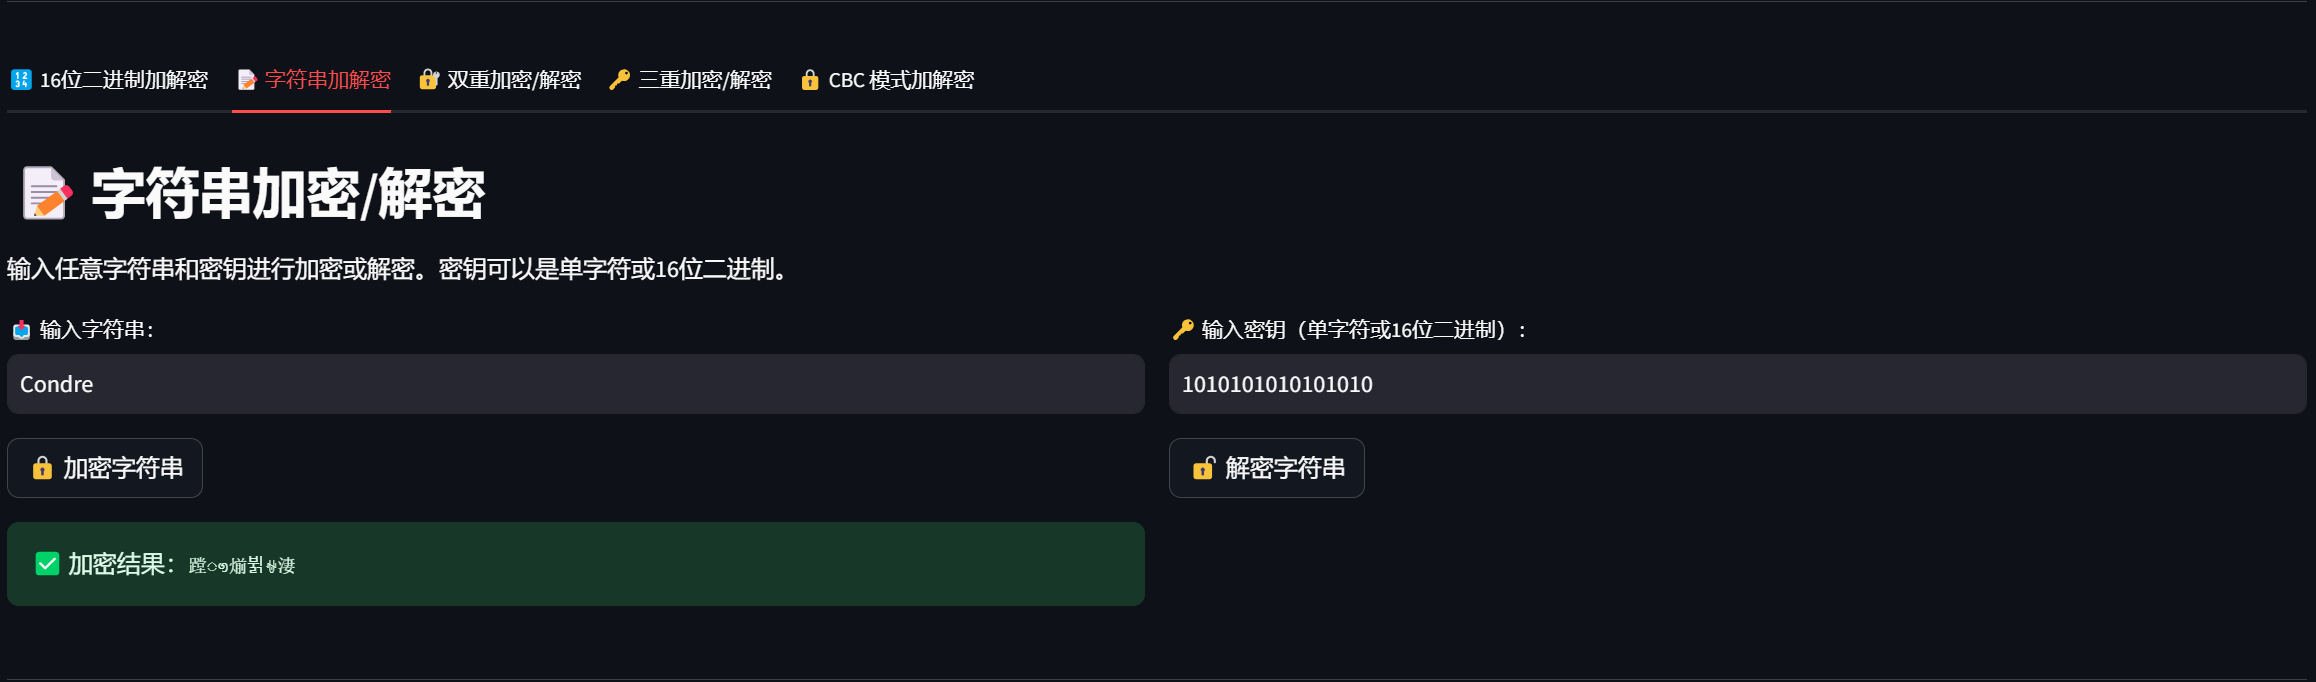 16位二进制加解密 字符串加解密 双重加密/解密 三重加密/解密 CBC 模式加解密
字符串加密/解密
输入任意字符串和密钥进行加密或解密。密钥可以是单字符或16位二进制。
输入字符串：
输入密钥（单字符或16位二进制）：
Condre
1010101010101010
加密字符串
解密字符串
加密结果：